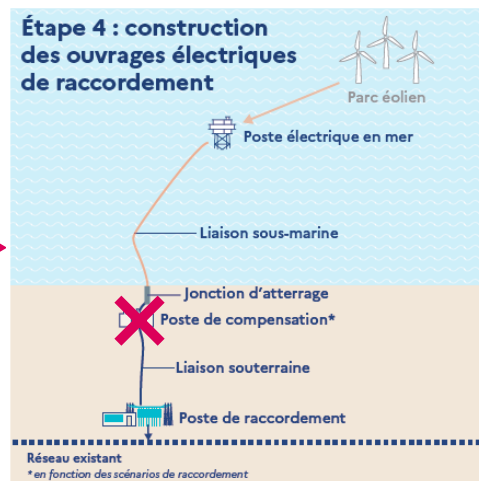 Étape 4 : construction
des ouvrages électriques
de raccordement
Parc éolien
Poste électrique en mer
Liaison sous-marine
Jonction d'atterrage
Poste de compensation*
Liaison souterraine
Poste de raccordement
Réseau existant
*en fonction des scénarios de raccordement